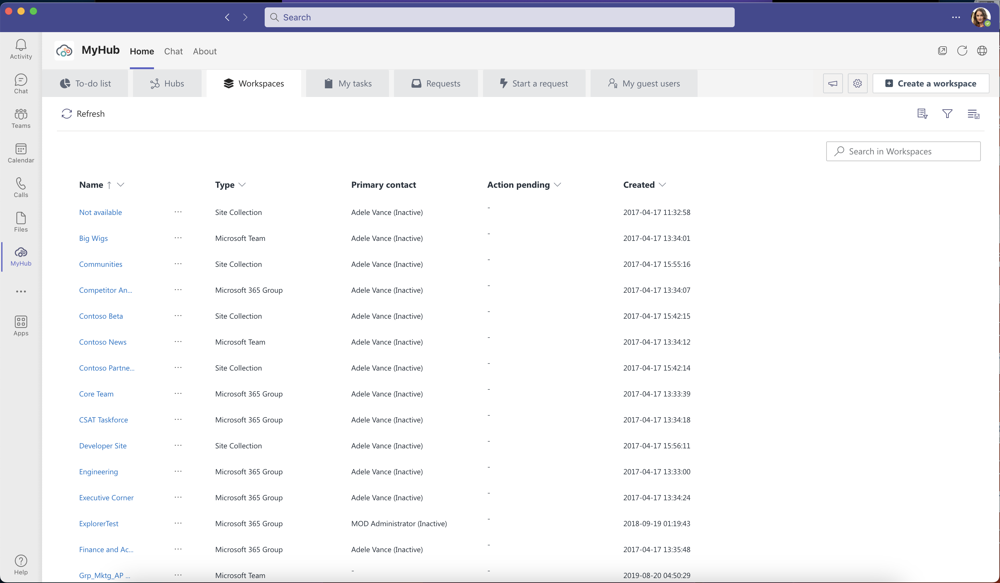 Search
Activity
Chat
Teams
Calendar
Calls
Files
MyHub
Apps
Help
MyHub Home Chat About
To-do list Hubs Workspaces My tasks Requests Start a request My guest users Create a workspace
Refresh
Search in Workspaces
Name Type Primary contact Action pending Created
Not available ... Site Collection Adele Vance (Inactive) - 2017-04-17 11:32:58
Big Wigs ... Microsoft Team Adele Vance (Inactive) - 2017-04-17 13:34:01
Communities ... Site Collection Adele Vance (Inactive) - 2017-04-17 15:55:16
Competitor An... ... Microsoft 365 Group Adele Vance (Inactive) - 2017-04-17 13:34:07
Contoso Beta ... Site Collection Adele Vance (Inactive) - 2017-04-17 15:42:15
Contoso News ... Microsoft Team Adele Vance (Inactive) - 2017-04-17 13:34:12
Contoso Partne... ... Site Collection Adele Vance (Inactive) - 2017-04-17 15:42:14
Core Team ... Microsoft 365 Group Adele Vance (Inactive) - 2017-04-17 13:33:39
CSAT Taskforce ... Microsoft 365 Group Adele Vance (Inactive) - 2017-04-17 13:34:18
Developer Site ... Site Collection Adele Vance (Inactive) - 2017-04-17 15:56:11
Engineering ... Microsoft 365 Group Adele Vance (Inactive) - 2017-04-17 13:33:00
Executive Corner ... Microsoft 365 Group Adele Vance (Inactive) - 2017-04-17 13:34:24
ExplorerTest ... Microsoft 365 Group MOD Administrator (Inactive) - 2018-09-19 01:19:43
Finance and Ac... ... Microsoft 365 Group Adele Vance (Inactive) - 2017-04-17 13:35:48
Grp_Mktg_AP ... ... Microsoft Team - - 2019-08-20 04:50:29